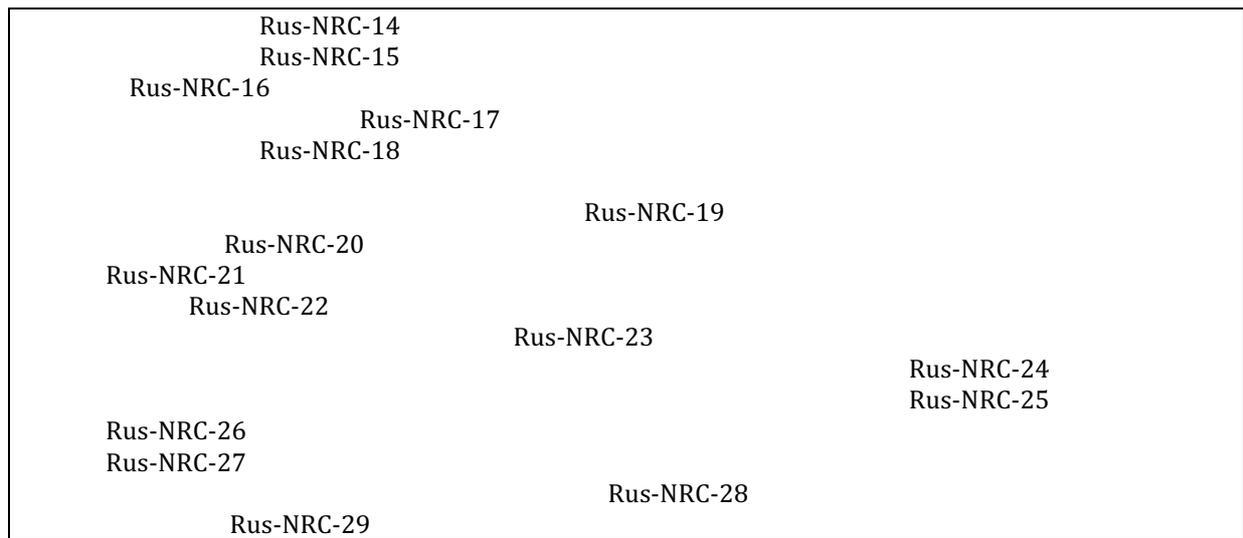 Rus-NRC-14
Rus-NRC-15
Rus-NRC-16
Rus-NRC-17
Rus-NRC-18
Rus-NRC-19
Rus-NRC-20
Rus-NRC-21
Rus-NRC-22
Rus-NRC-23
Rus-NRC-24
Rus-NRC-25
Rus-NRC-26
Rus-NRC-27
Rus-NRC-28
Rus-NRC-29